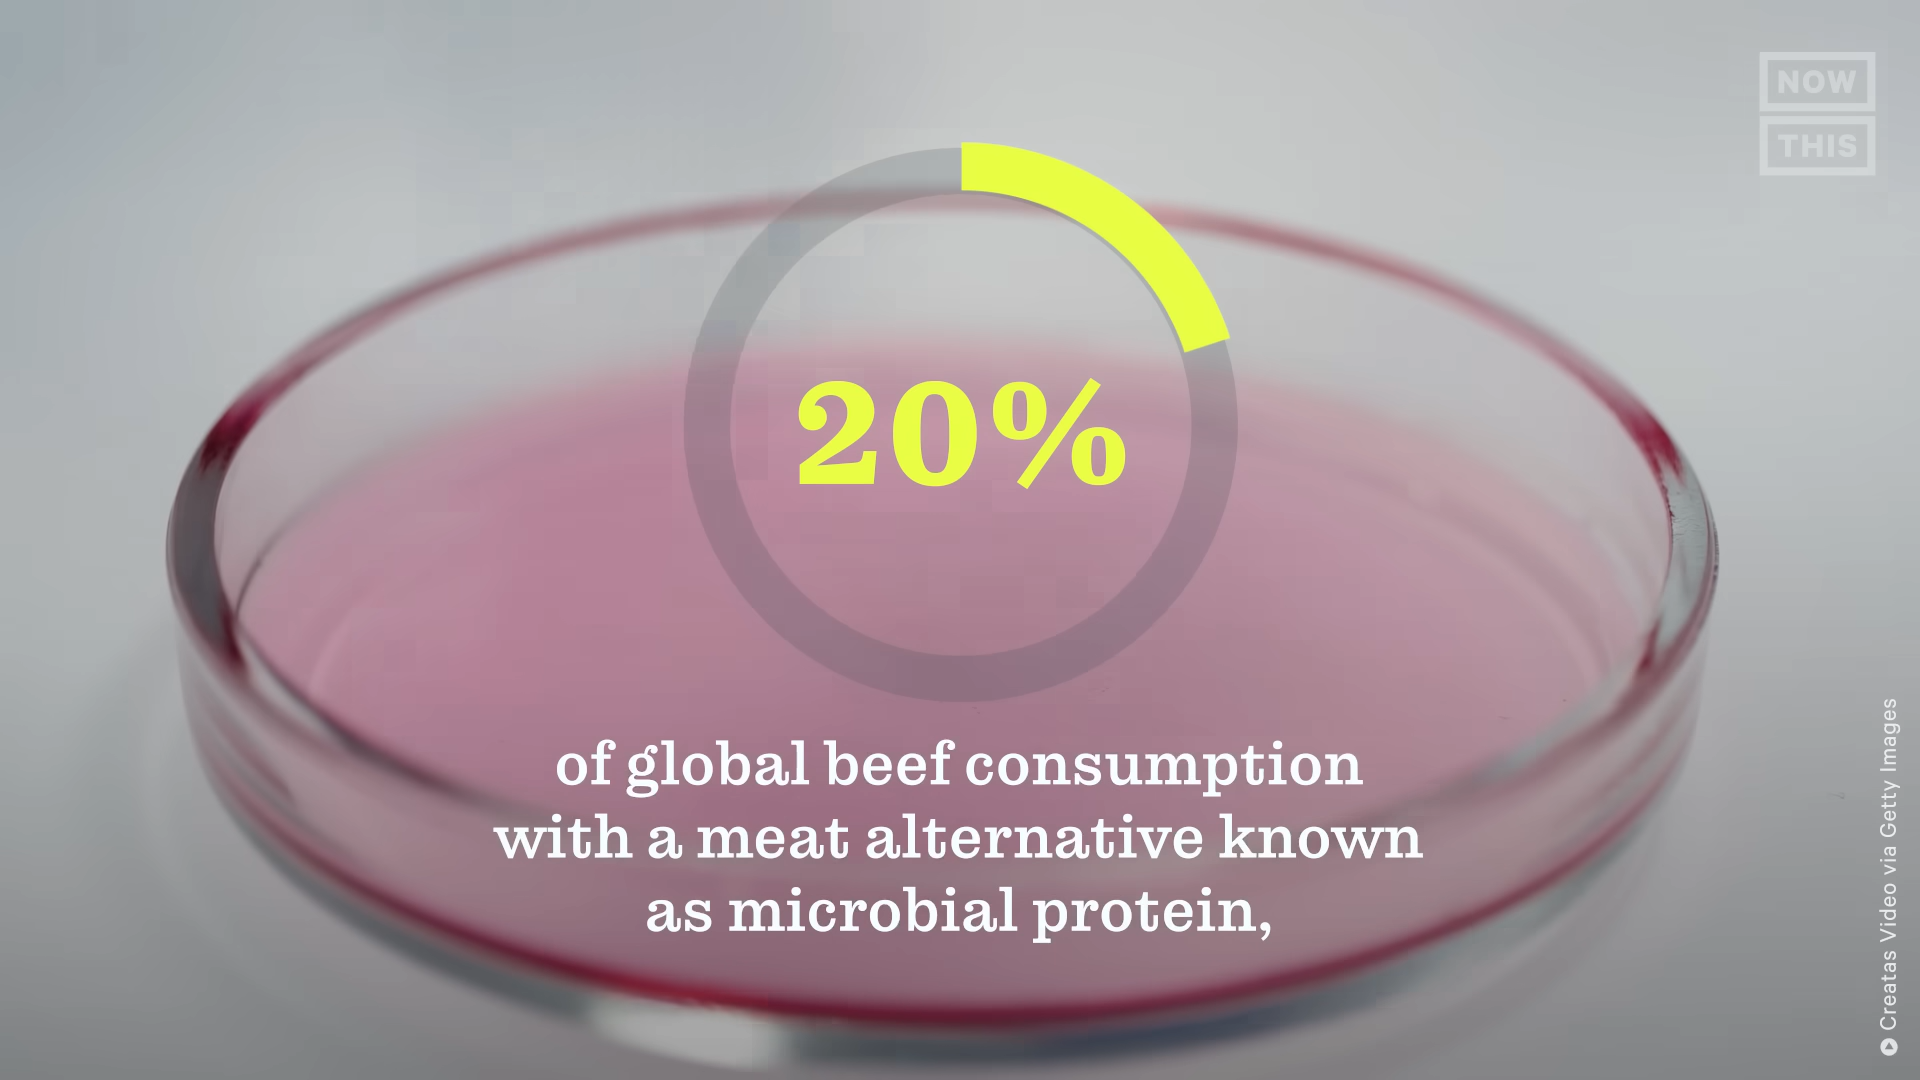 NOW
THIS
20%
of global beef consumption
with a meat alternative known
as microbial protein,
Creatas Video via Getty Images